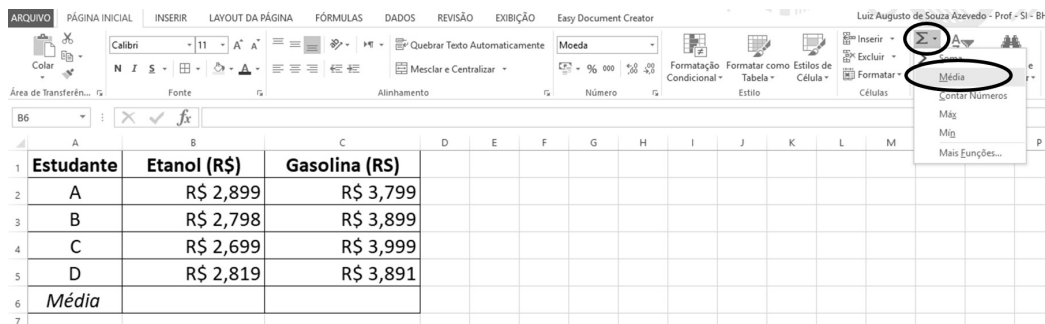 ARQUIVO PÁGINA INICIAL INSERIR LAYOUT DA PÁGINA FÓRMULAS DADOS REVISÃO EXIBIÇÃO Easy Document Creator Luiz Augusto de Souza Azevedo - Prof - SI - BH
Colar Calibri 11 A A Quebrar Texto Automaticamente Moeda Inserir Σ
N I S A Mesclar e Centralizar % 000 Formatação Condicional Formatar como Tabela Estilos de Célula Excluir Soma
Formatar Média
Área de Transferên... Fonte Alinhamento Número Estilo Células Contar Números
B6 fx Máx
Mín
Mais Funções...
A B C D E F G H I J K L M P
1 Estudante Etanol (R$) Gasolina (RS)
2 A R$ 2,899 R$ 3,799
3 B R$ 2,798 R$ 3,899
4 C R$ 2,699 R$ 3,999
5 D R$ 2,819 R$ 3,891
6 Média
7